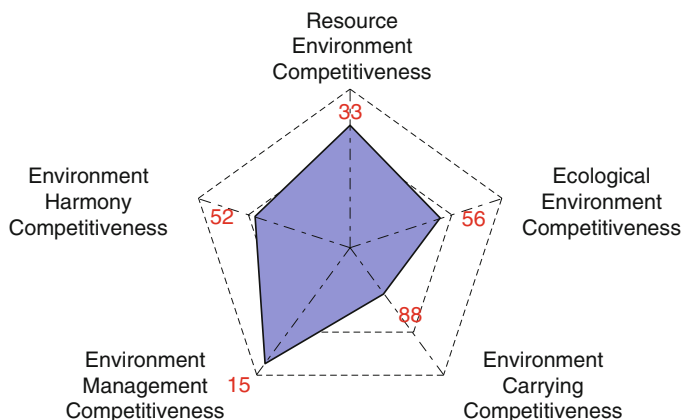 Resource
Environment
Competitiveness
33
Environment
Harmony
Competitiveness
52
Ecological
Environment
Competitiveness
56
88
Environment
Management
Competitiveness
15
Environment
Carrying
Competitiveness